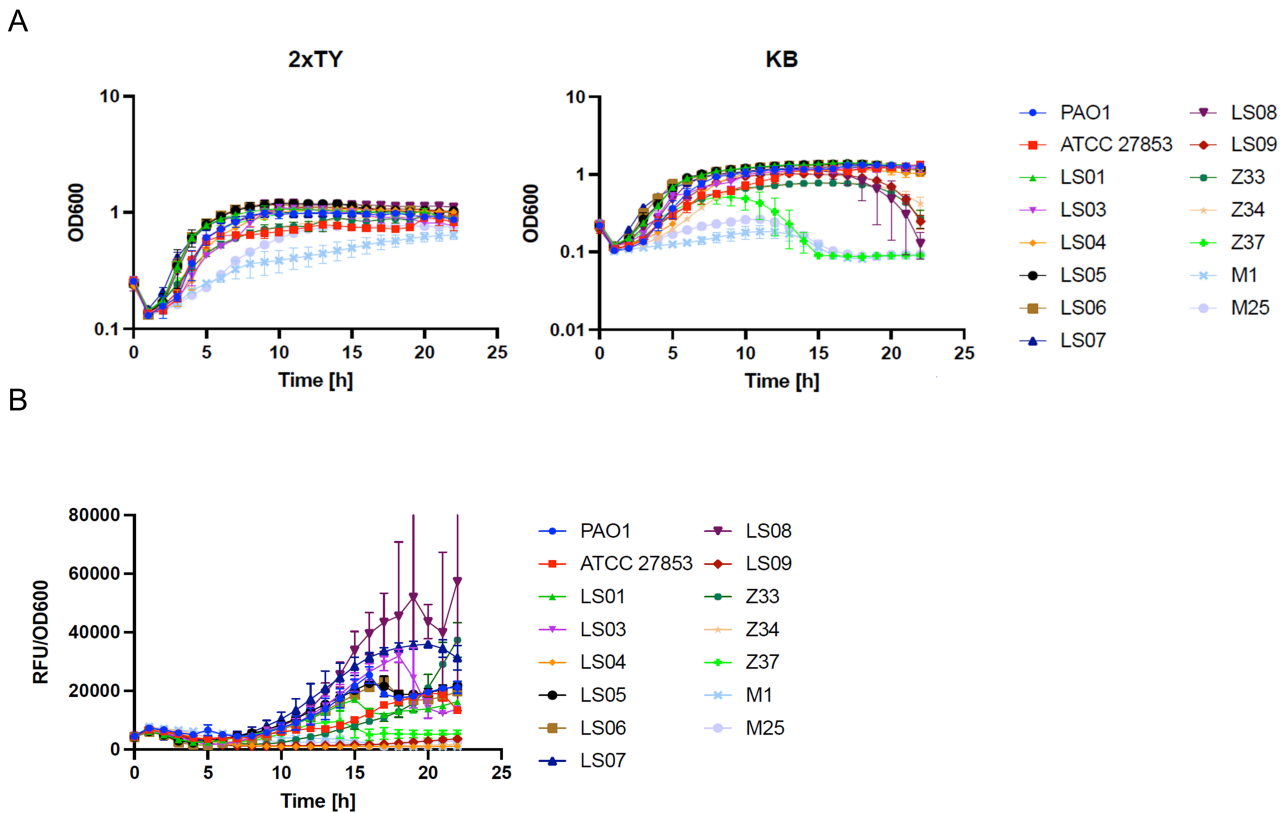 A
2xTY
10
1
0.1
OD600
0 5 10 15 20 25
Time [h]
KB
10
1
0.1
0.01
OD600
0 5 10 15 20 25
Time [h]
PAO1
ATCC 27853
LS01
LS03
LS04
LS05
LS06
LS07
LS08
LS09
Z33
Z34
Z37
M1
M25
B
80000
60000
40000
20000
0
RFU/OD600
0 5 10 15 20 25
Time [h]
PAO1
ATCC 27853
LS01
LS03
LS04
LS05
LS06
LS07
LS08
LS09
Z33
Z34
Z37
M1
M25